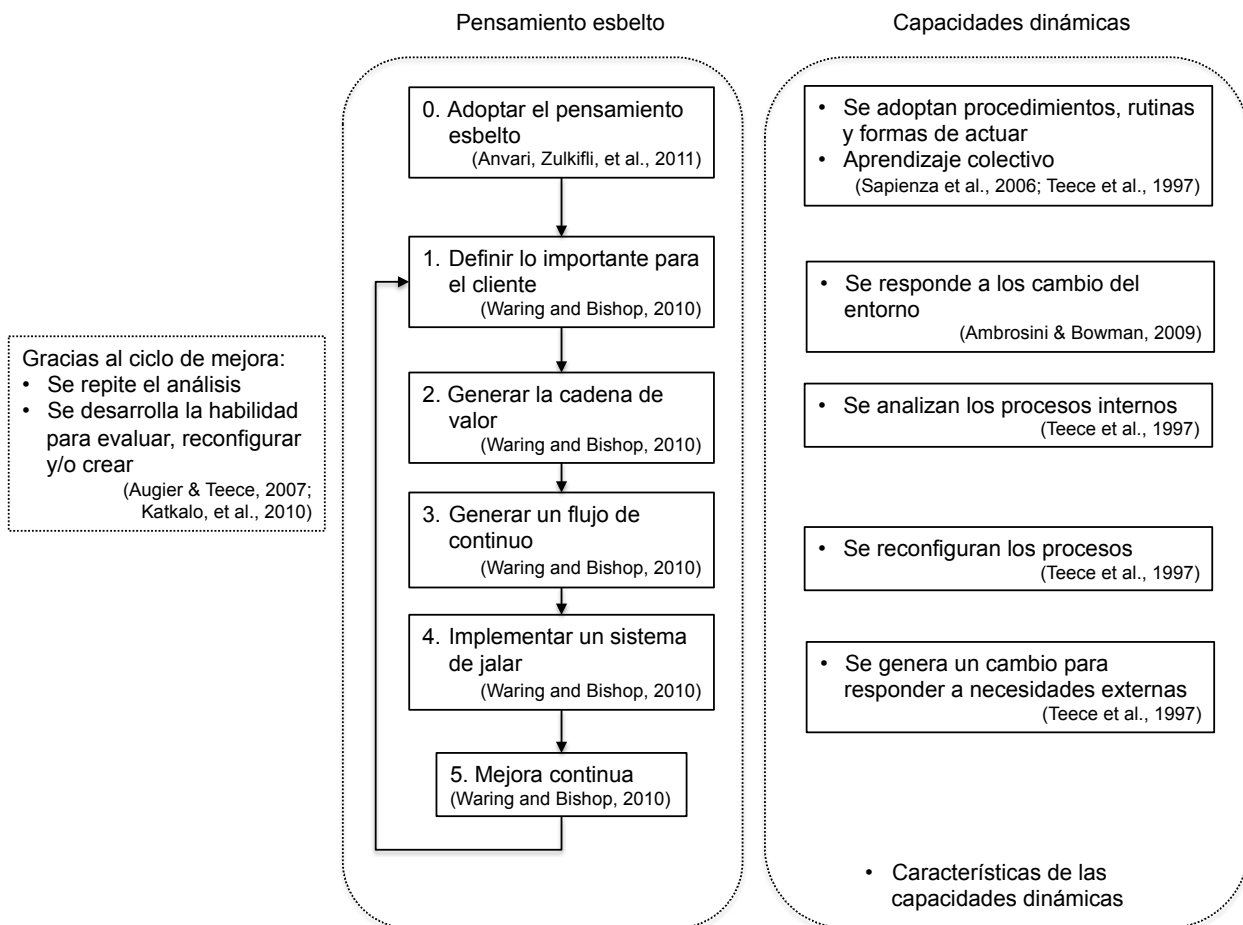 Pensamiento esbelto
Capacidades dinámicas
0. Adoptar el pensamiento
esbelto
(Anvari, Zulkifli, et al., 2011)
1. Definir lo importante para
el cliente
(Waring and Bishop, 2010)
2. Generar la cadena de
valor
(Waring and Bishop, 2010)
3. Generar un flujo de
continuo
(Waring and Bishop, 2010)
4. Implementar un sistema
de jalar
(Waring and Bishop, 2010)
5. Mejora continua
(Waring and Bishop, 2010)
Gracias al ciclo de mejora:
• Se repite el análisis
• Se desarrolla la habilidad
para evaluar, reconfigurar
y/o crear
(Augier & Teece, 2007;
Katkalo, et al., 2010)
• Se adoptan procedimientos, rutinas
y formas de actuar
• Aprendizaje colectivo
(Sapienza et al., 2006; Teece et al., 1997)
• Se responde a los cambio del
entorno
(Ambrosini & Bowman, 2009)
• Se analizan los procesos internos
(Teece et al., 1997)
• Se reconfiguran los procesos
(Teece et al., 1997)
• Se genera un cambio para
responder a necesidades externas
(Teece et al., 1997)
• Características de las
capacidades dinámicas